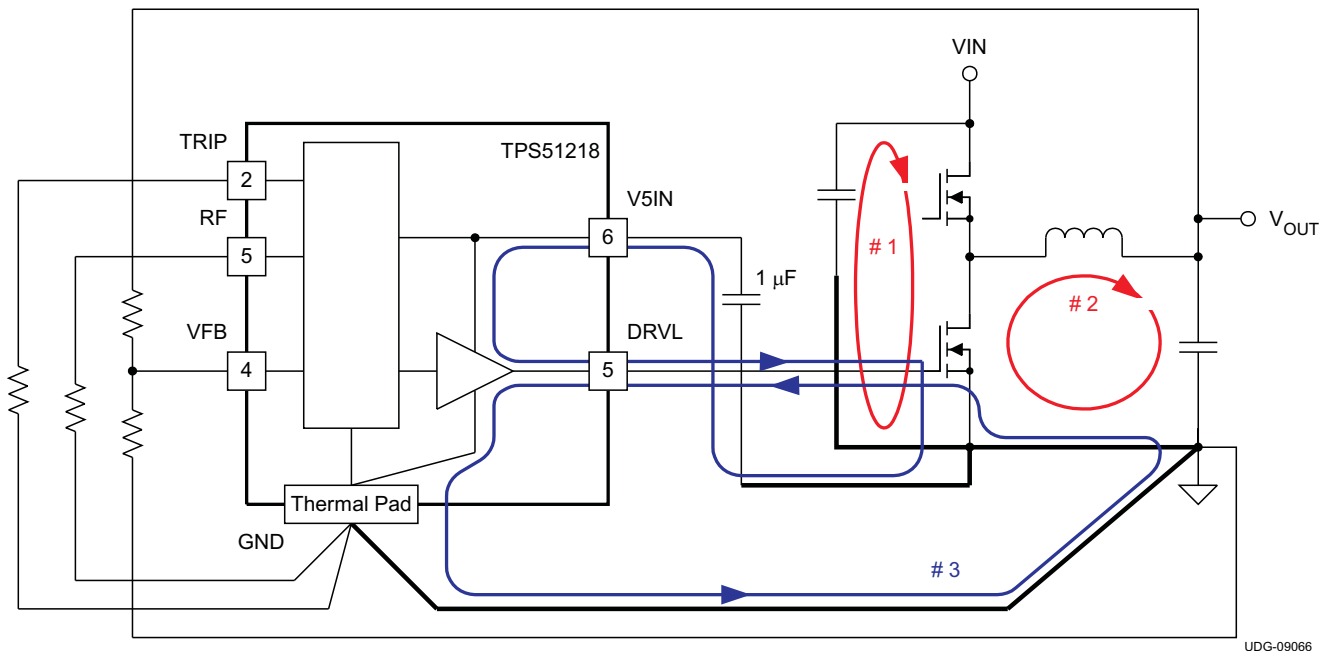 VIN
TRIP
TPS51218
2
V5IN
RF
6
# 1
VOUT
5
1 μF
# 2
VFB
DRVL
4
5
Thermal Pad
GND
# 3
UDG-09066